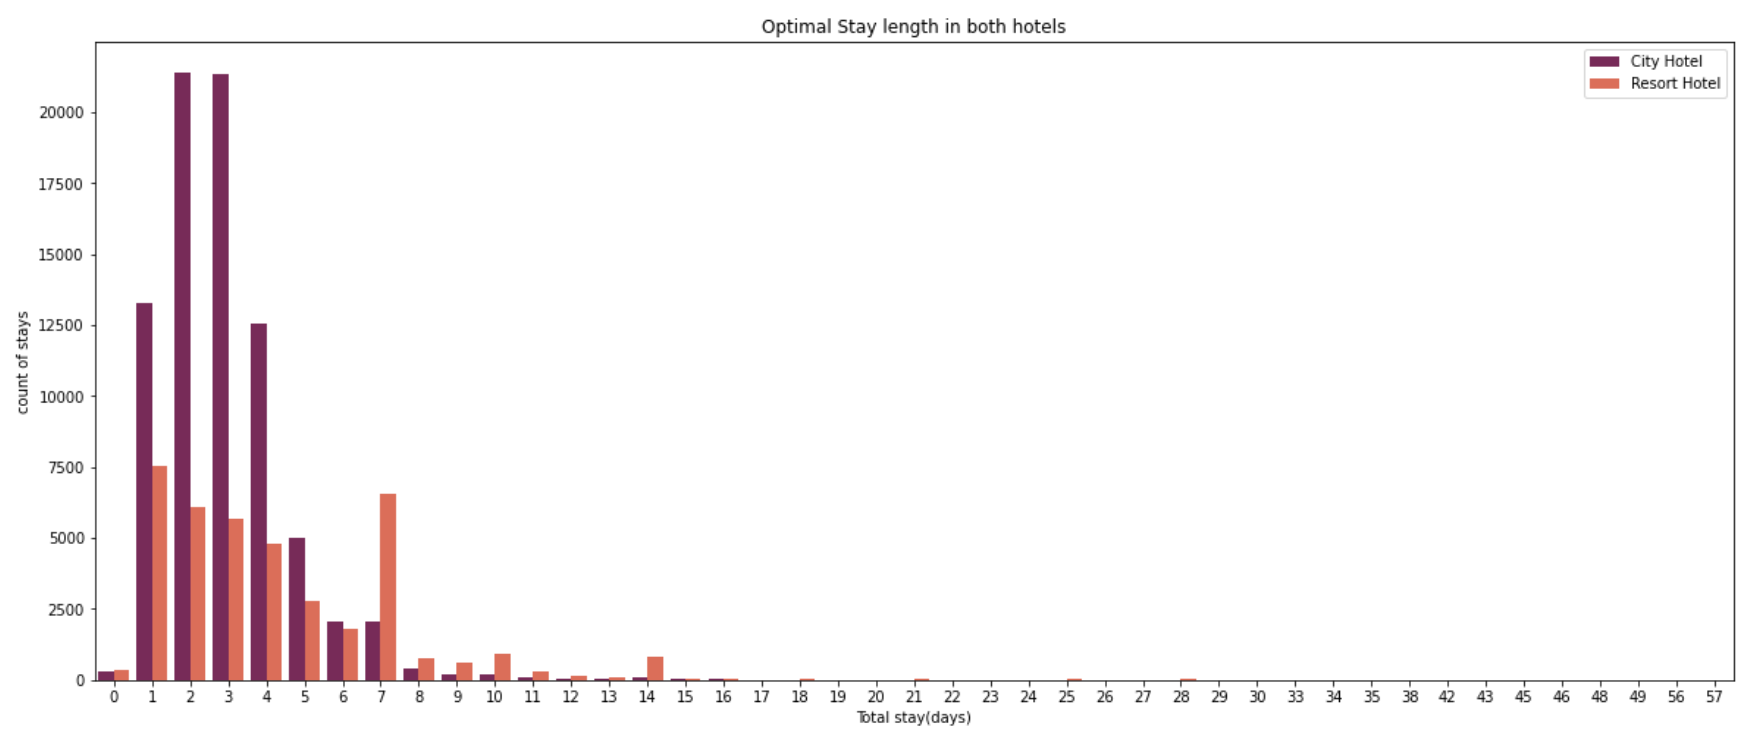 Optimal Stay length in both hotels
City Hotel
Resort Hotel
count of stays
20000
17500
15000
12500
10000
7500
5000
2500
0
0 1 2 3 4 5 6 7 8 9 10 11 12 13 14 15 16 17 18 19 20 21 22 23 24 25 26 27 28 29 30 33 34 35 38 42 43 45 46 48 49 56 57
Total stay(days)